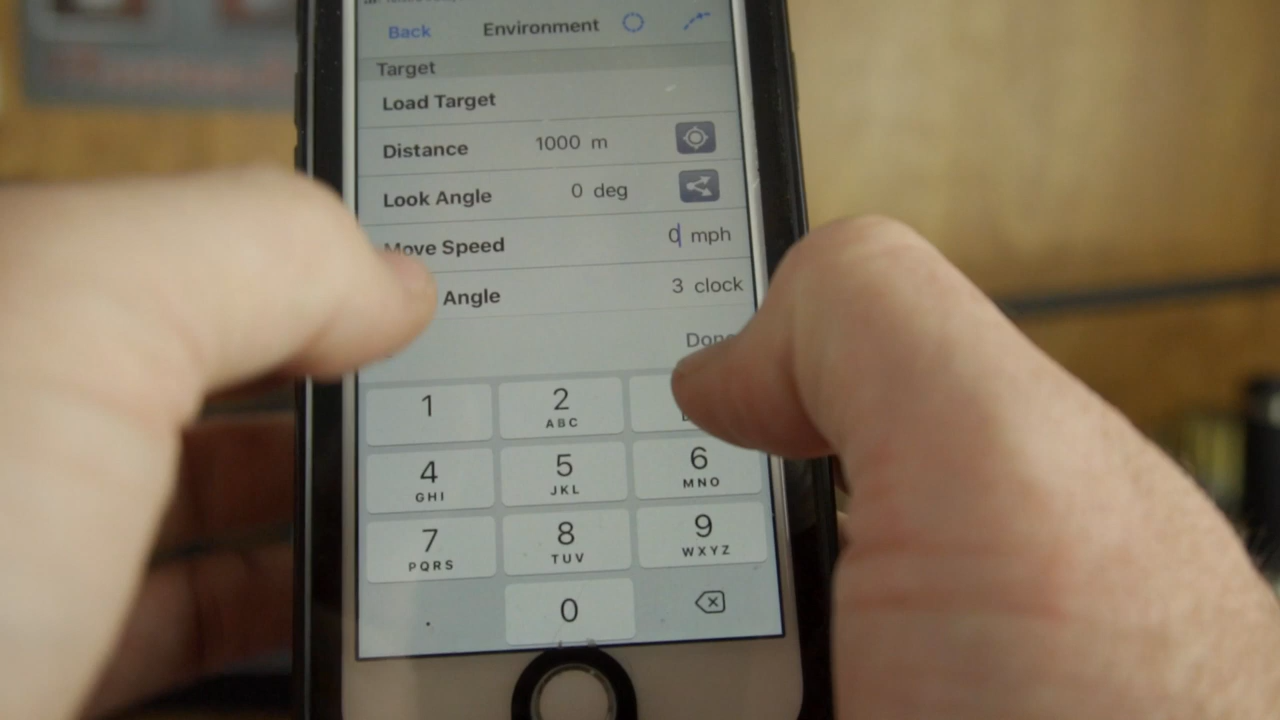 Back Environment
Target
Load Target
Distance 1000 m
Look Angle 0 deg
Move Speed 0 mph
Angle 3 clock
Done
1 2 ABC
4 GHI 5 JKL 6 MNO
7 PQRS 8 TUV 9 WXYZ
. 0